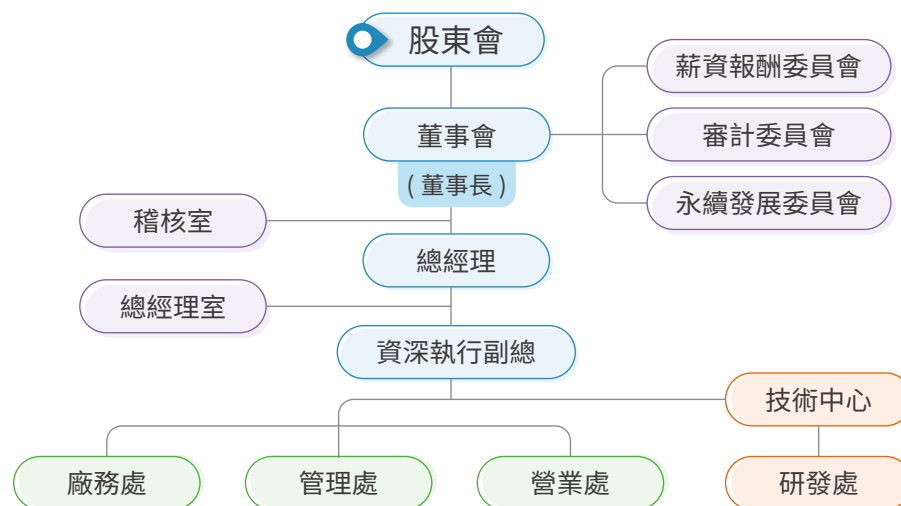 股東會
薪資報酬委員會
董事會
審計委員會
(董事長)
永續發展委員會
稽核室
總經理
總經理室
資深執行副總
技術中心
廠務處
管理處
營業處
研發處